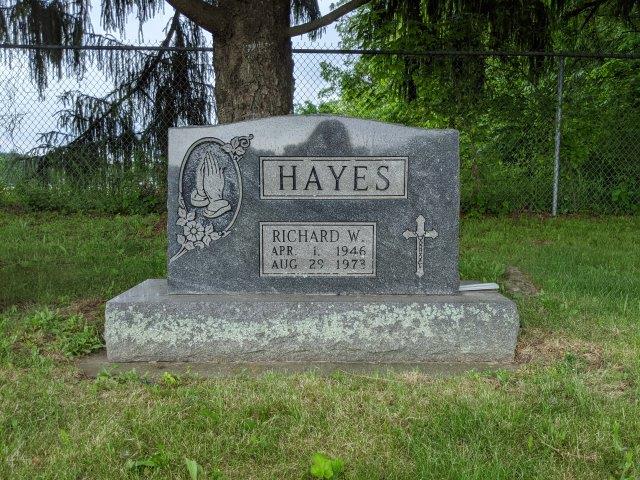 HAYES
RICHARD W.
APR. 1, 1946
AUG 29 1973